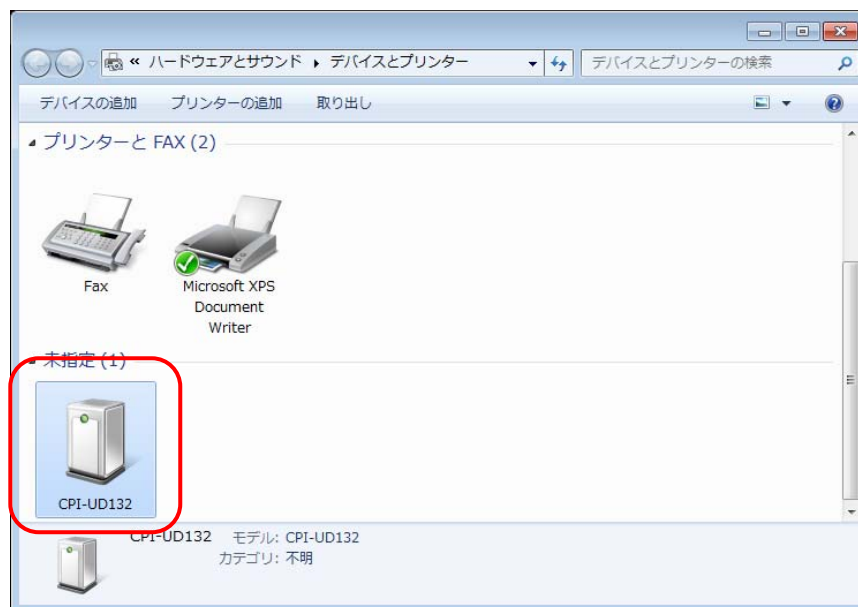 « ハードウェアとサウンド ▸ デバイスとプリンター
デバイスとプリンターの検索
デバイスの追加 プリンターの追加 取り出し
プリンターと FAX (2)
Fax
Microsoft XPS
Document
Writer
未指定 (1)
CPI-UD132
CPI-UD132 モデル: CPI-UD132
カテゴリ: 不明